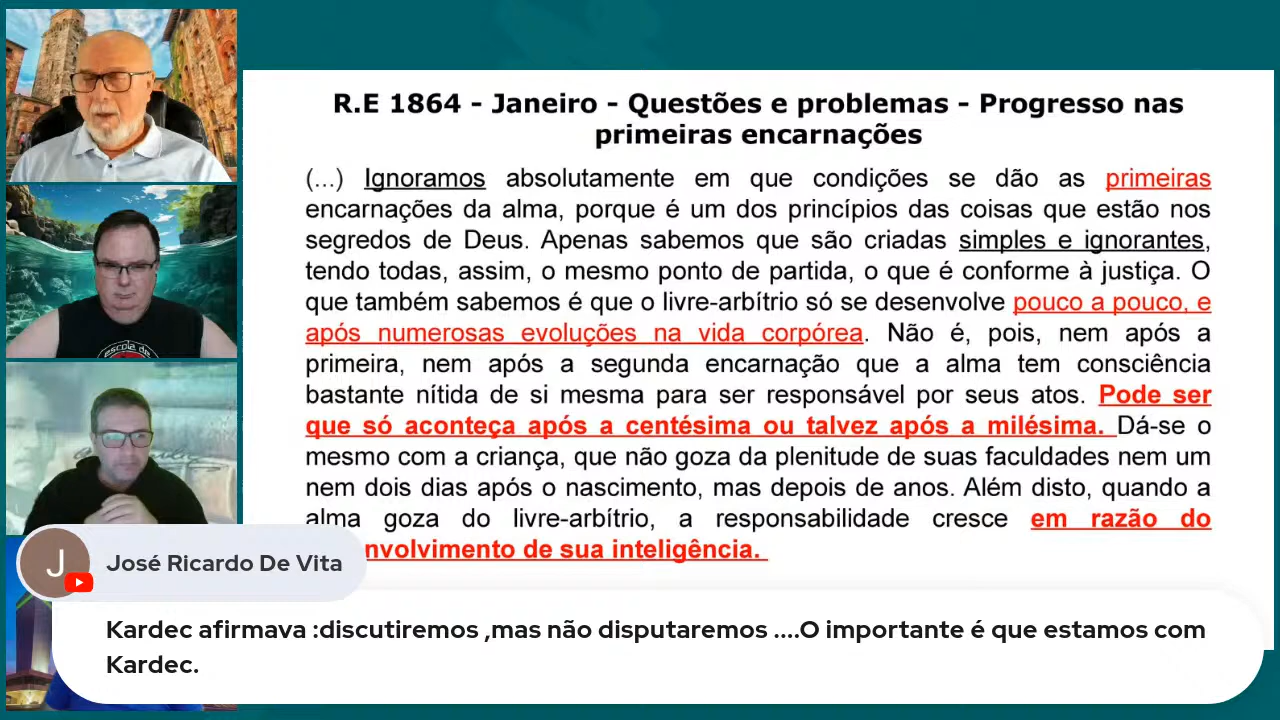 R.E 1864 - Janeiro - Questões e problemas - Progresso nas
primeiras encarnações
(...) Ignoramos absolutamente em que condições se dão as primeiras
encarnações da alma, porque é um dos princípios das coisas que estão nos
segredos de Deus. Apenas sabemos que são criadas simples e ignorantes,
tendo todas, assim, o mesmo ponto de partida, o que é conforme à justiça. O
que também sabemos é que o livre-arbítrio só se desenvolve pouco a pouco, e
após numerosas evoluções na vida corpórea. Não é, pois, nem após a
primeira, nem após a segunda encarnação que a alma tem consciência
bastante nítida de si mesma para ser responsável por seus atos. Pode ser
que só aconteça após a centésima ou talvez após a milésima. Dá-se o
mesmo com a criança, que não goza da plenitude de suas faculdades nem um
nem dois dias após o nascimento, mas depois de anos. Além disto, quando a
alma goza do livre-arbítrio, a responsabilidade cresce em razão do
nvolvimento de sua inteligência.
escola de
J
José Ricardo De Vita
Kardec afirmava :discutiremos ,mas não disputaremos ....O importante é que estamos com
Kardec.